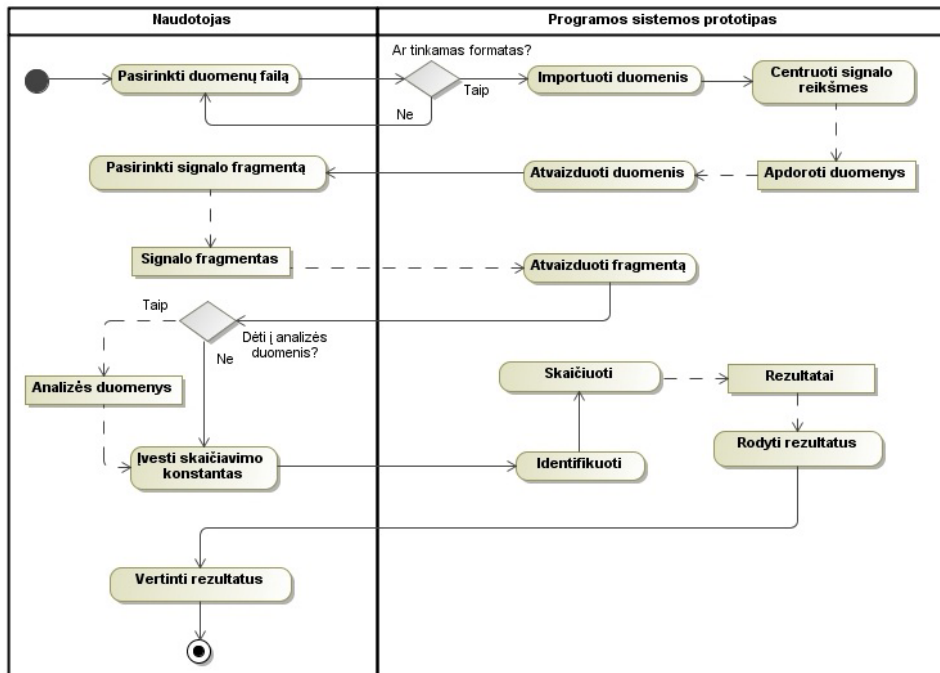 Naudotojas
Programos sistemos prototipas
Ar tinkamas formatas?
Pasirinkti duomenų failą
Taip
Importuoti duomenis
Centruoti signalo
reikšmes
Ne
Pasirinkti signalo fragmentą
Atvaizduoti duomenis
Apdoroti duomenys
Signalo fragmentas
Atvaizduoti fragmentą
Taip
Dėti į analizės
duomenis?
Ne
Analizės duomenys
Skaičiuoti
Rezultatai
Įvesti skaičiavimo
konstantas
Identifikuoti
Rodyti rezultatus
Vertinti rezultatus